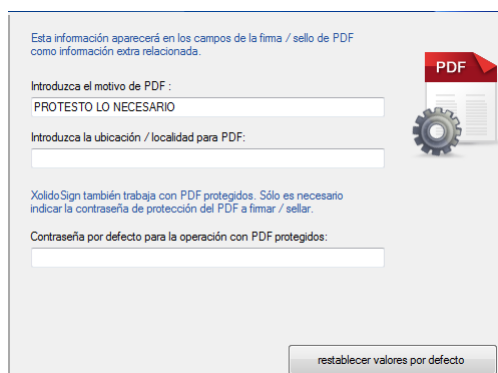 Esta información aparecerá en los campos de la firma / sello de PDF
como información extra relacionada.
PDF
Introduzca el motivo de PDF :
PROTESTO LO NECESARIO
Introduzca la ubicación / localidad para PDF:
XolidoSign también trabaja con PDF protegidos. Sólo es necesario
indicar la contraseña de protección del PDF a firmar / sellar.
Contraseña por defecto para la operación con PDF protegidos:
restablecer valores por defecto